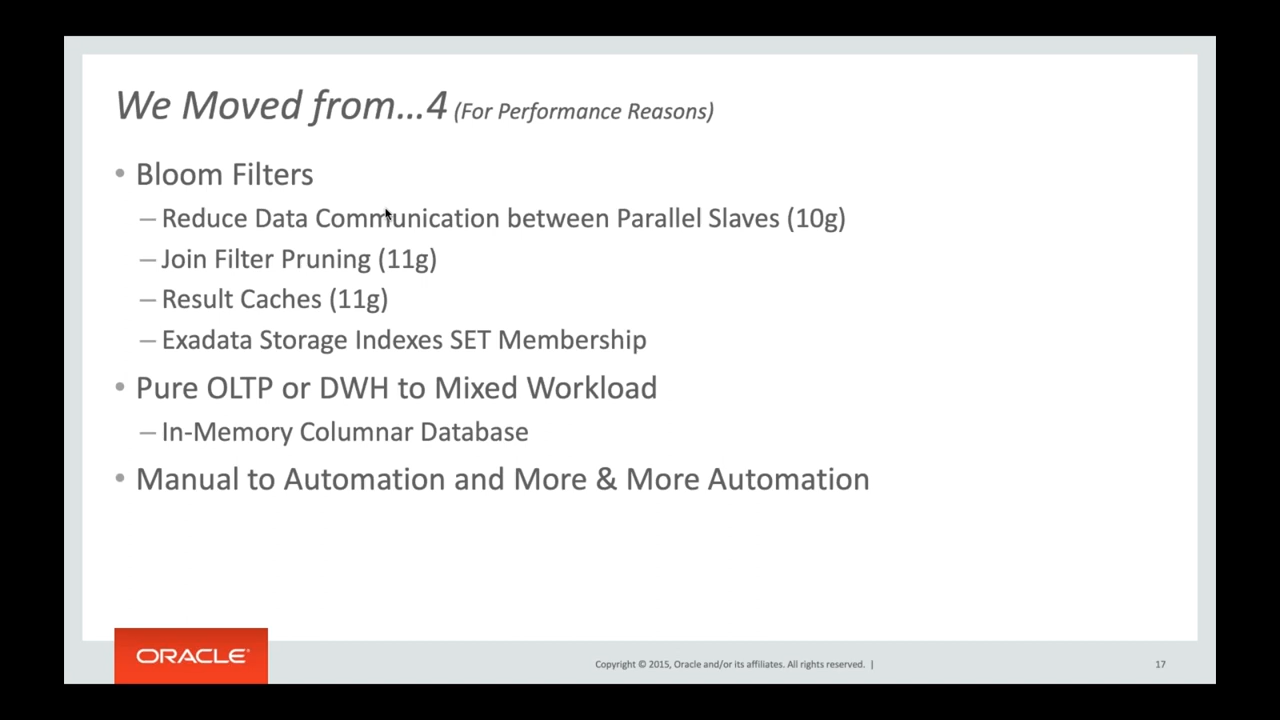 We Moved from...4 (For Performance Reasons)
• Bloom Filters
– Reduce Data Communication between Parallel Slaves (10g)
– Join Filter Pruning (11g)
– Result Caches (11g)
– Exadata Storage Indexes SET Membership
• Pure OLTP or DWH to Mixed Workload
– In-Memory Columnar Database
• Manual to Automation and More & More Automation
ORACLE®
Copyright © 2015, Oracle and/or its affiliates. All rights reserved. |
17